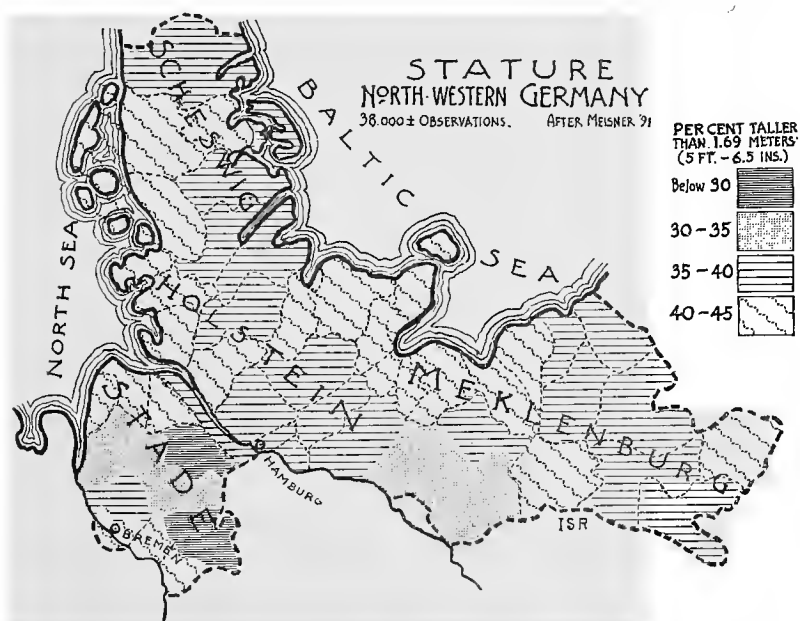 STATURE
NORTH-WESTERN GERMANY
38.000 ± OBSERVATIONS. AFTER MEISNER '91
PER CENT TALLER
THAN 1.69 METERS
(5 FT. - 6.5 INS.)
Below 30
30-35
35-40
40-45
SCHLESWIG
BALTIC SEA
NORTH SEA
HOLSTEIN
STADE
MEKLENBURG
HAMBURG
BREMEN
ISR